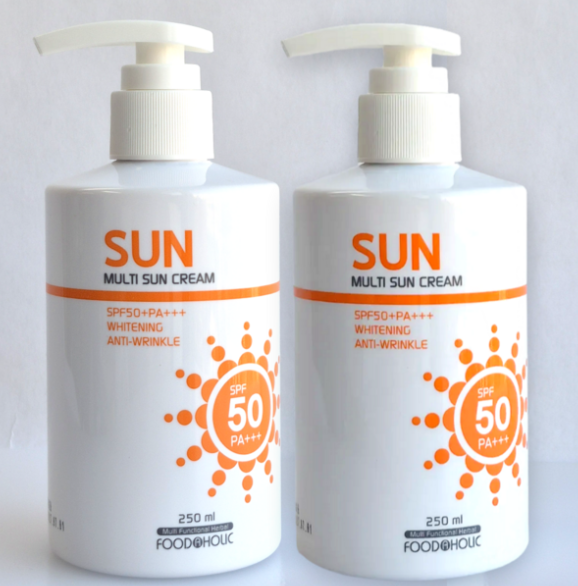 SUN
MULTI SUN CREAM
SPF50+PA+++
WHITENING
ANTI-WRINKLE
SPF
50
PA+++
250 ml
Multi Functional Herbal
FOODAHOLIC
SUN
MULTI SUN CREAM
SPF50+PA+++
WHITENING
ANTI-WRINKLE
SPF
50
PA+++
250 ml
Multi Functional Herbal
FOODAHOLIC